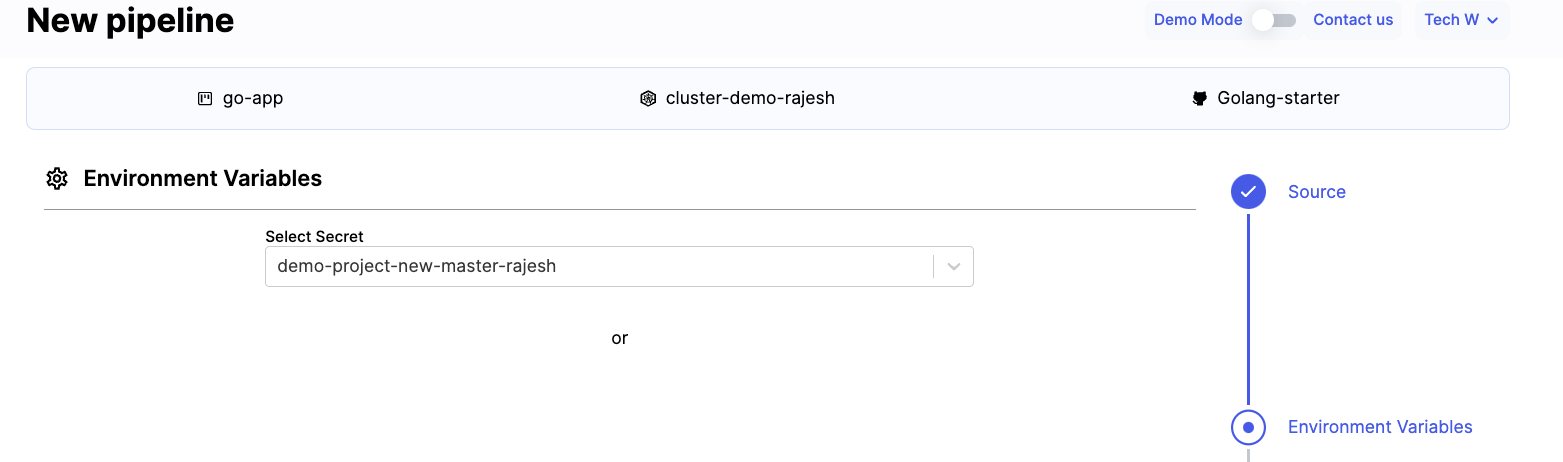 New pipeline
Demo Mode
Contact us
Tech W
go-app
cluster-demo-rajesh
Golang-starter
Environment Variables
Source
Select Secret
demo-project-new-master-rajesh
or
Environment Variables